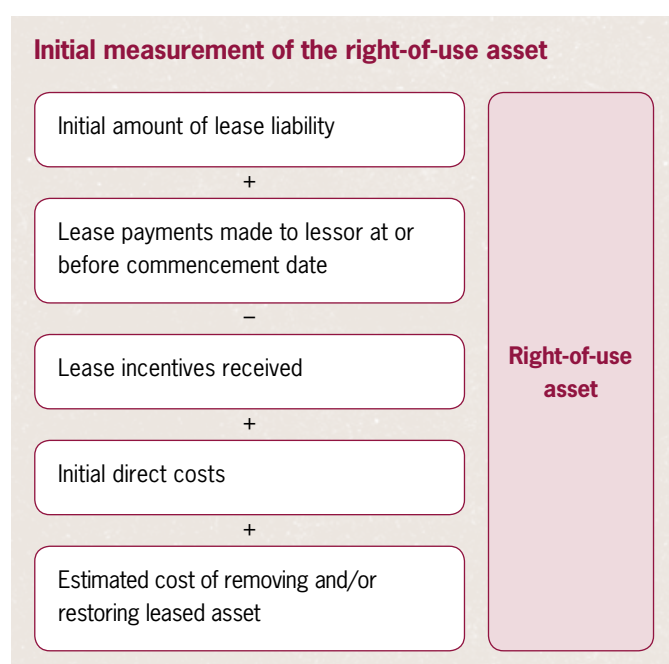 Initial measurement of the right-of-use asset
Initial amount of lease liability
+
Lease payments made to lessor at or
before commencement date
–
Lease incentives received
+
Initial direct costs
+
Estimated cost of removing and/or
restoring leased asset
Right-of-use
asset